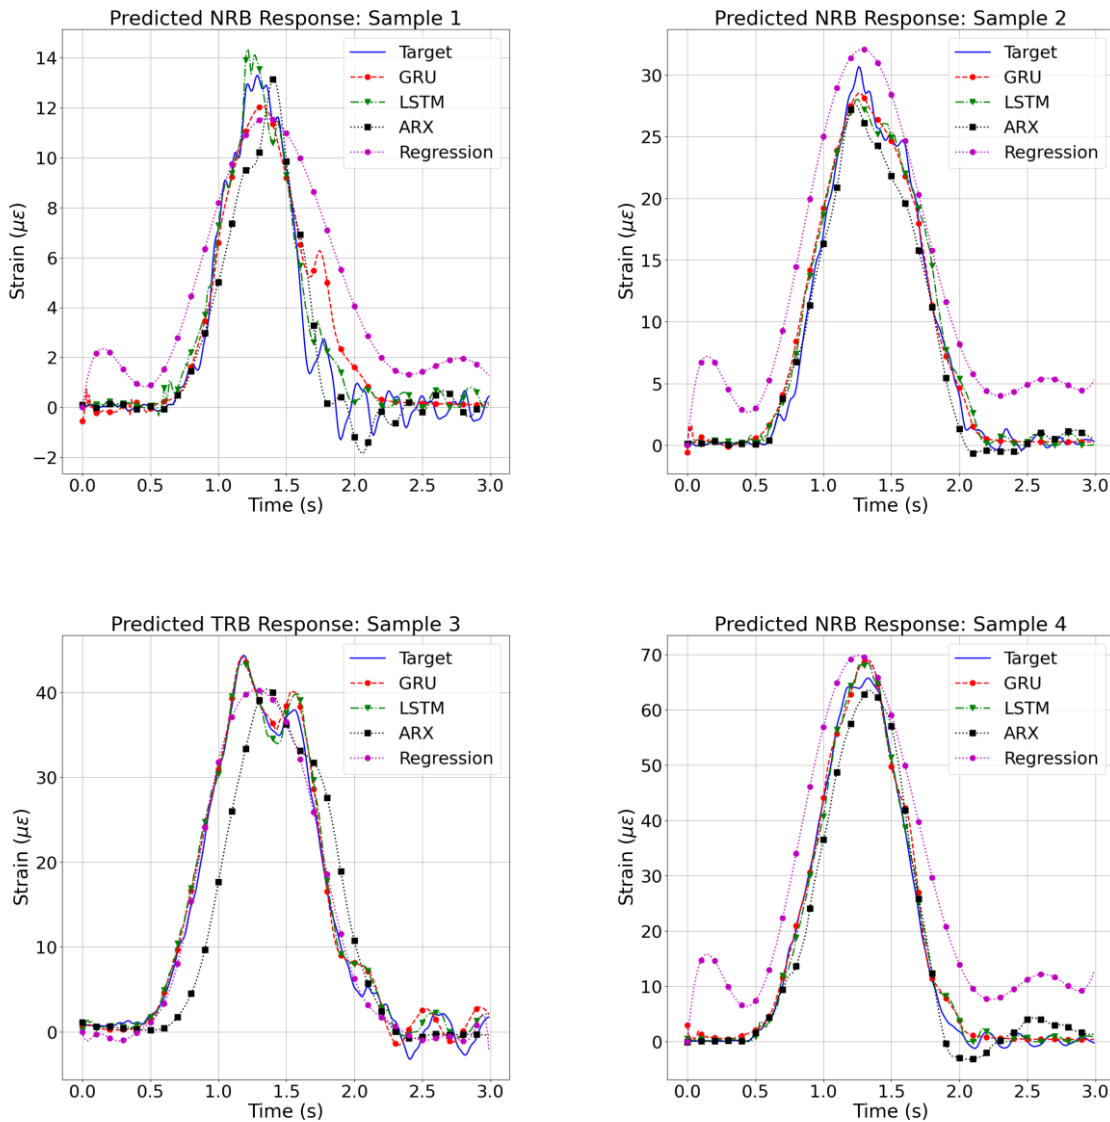 Predicted NRB Response: Sample 1
Strain (με)
14
12
10
8
6
4
2
0
−2
Target
GRU
LSTM
ARX
Regression
0.0 0.5 1.0 1.5 2.0 2.5 3.0
Time (s)
Predicted NRB Response: Sample 2
Strain (με)
30
25
20
15
10
5
0
Target
GRU
LSTM
ARX
Regression
0.0 0.5 1.0 1.5 2.0 2.5 3.0
Time (s)
Predicted TRB Response: Sample 3
Strain (με)
40
30
20
10
0
Target
GRU
LSTM
ARX
Regression
0.0 0.5 1.0 1.5 2.0 2.5 3.0
Time (s)
Predicted NRB Response: Sample 4
Strain (με)
70
60
50
40
30
20
10
0
Target
GRU
LSTM
ARX
Regression
0.0 0.5 1.0 1.5 2.0 2.5 3.0
Time (s)